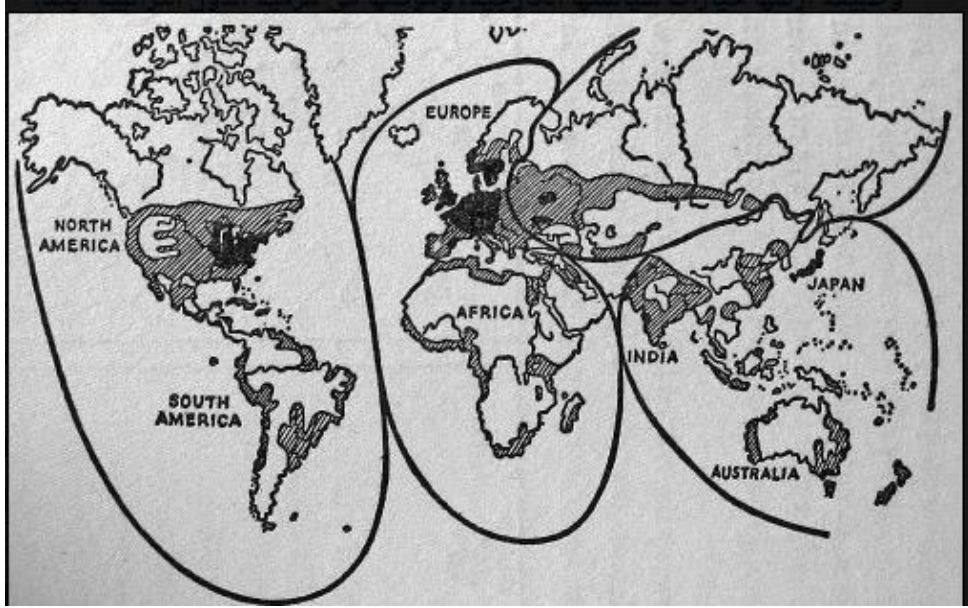 EUROPE
NORTH
AMERICA
AFRICA
JAPAN
INDIA
SOUTH
AMERICA
AUSTRALIA